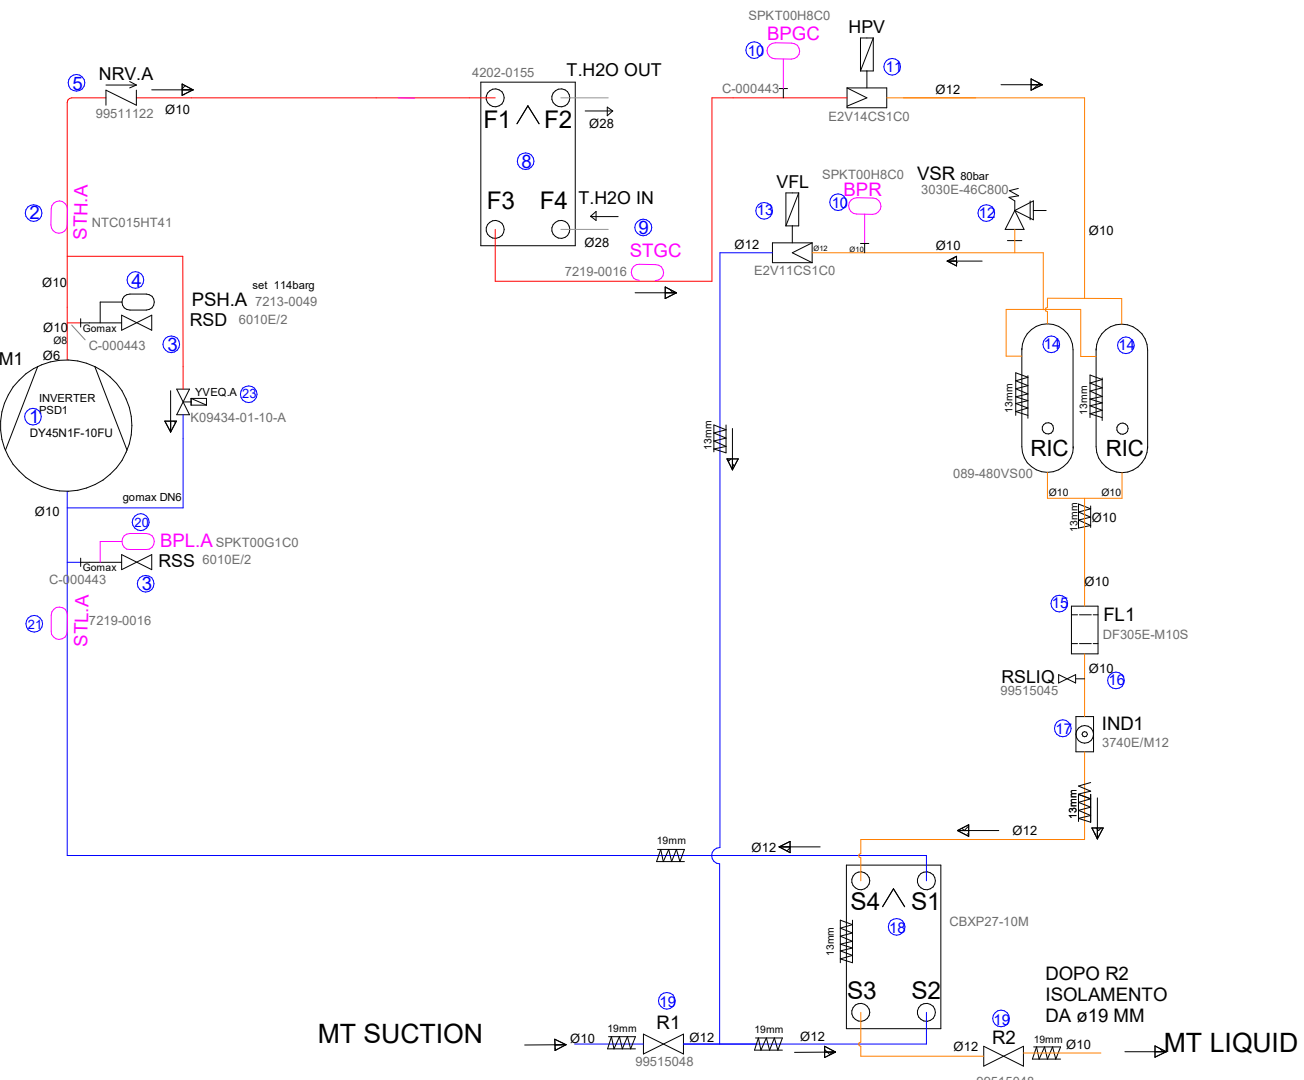 SPKT00H8C0
BPGC
10
HPV
11
5
NRV.A
99511122
Ø10
4202-0155
T.H2O OUT
F1
F2
Ø28
8
F3
F4
T.H2O IN
Ø28
C-000443
E2V14CS1C0
Ø12
2
STH.A
NTC015HT41
9
STGC
7219-0016
VFL
13
SPKT00H8C0
BPR
10
VSR 80bar
3030E-46C800
12
Ø12
Ø12
Ø10
Ø10
Ø10
E2V11CS1C0
Ø10
4
PSH.A
set 114barg
7213-0049
RSD 6010E/2
Ø10
Gomax
Ø8
C-000443
3
M1
Ø6
INVERTER
PSD1
1
DY45N1F-10FU
YVEQ.A
23
K09434-01-10-A
gomax DN6
Ø10
20
BPL.A SPKT00G1C0
RSS 6010E/2
Gomax
C-000443
3
21
STL.A
7219-0016
13mm
14
14
13mm
13mm
RIC
RIC
089-480VS00
Ø10
Ø10
13mm
Ø10
Ø10
15
FL1
DF305E-M10S
Ø10
RSLIQ
99515045
16
17
IND1
3740E/M12
13mm
Ø12
19mm
Ø12
S4
S1
18
CBXP27-10M
13mm
S3
S2
MT SUCTION
Ø10
19mm
19
R1
99515048
Ø12
19mm
Ø12
DOPO R2
ISOLAMENTO
DA ø19 MM
19
R2
Ø12
19mm
Ø10
MT LIQUID
99515048